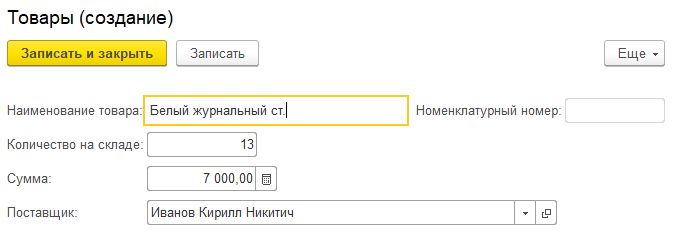 Товары (создание)
Записать и закрыть Записать Еще
Наименование товара: Белый журнальный ст. Номенклатурный номер:
Количество на складе: 13
Сумма: 7 000,00
Поставщик: Иванов Кирилл Никитич